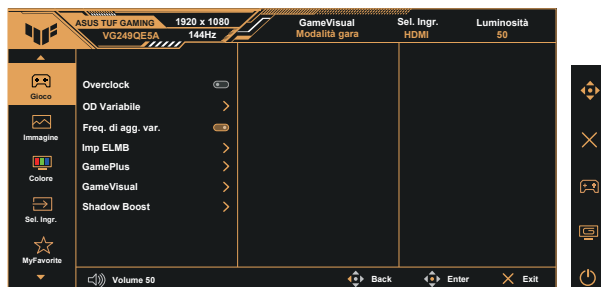 ASUS TUF GAMING 1920 x 1080 GameVisual Sel. Ingr. Luminosità
VG249QE5A 144Hz Modalità gara HDMI 50
Gioco
Immagine
Colore
Sel. Ingr.
MyFavorite
Overclock
OD Variabile
Freq. di agg. var.
Imp ELMB
GamePlus
GameVisual
Shadow Boost
Volume 50 Back Enter Exit